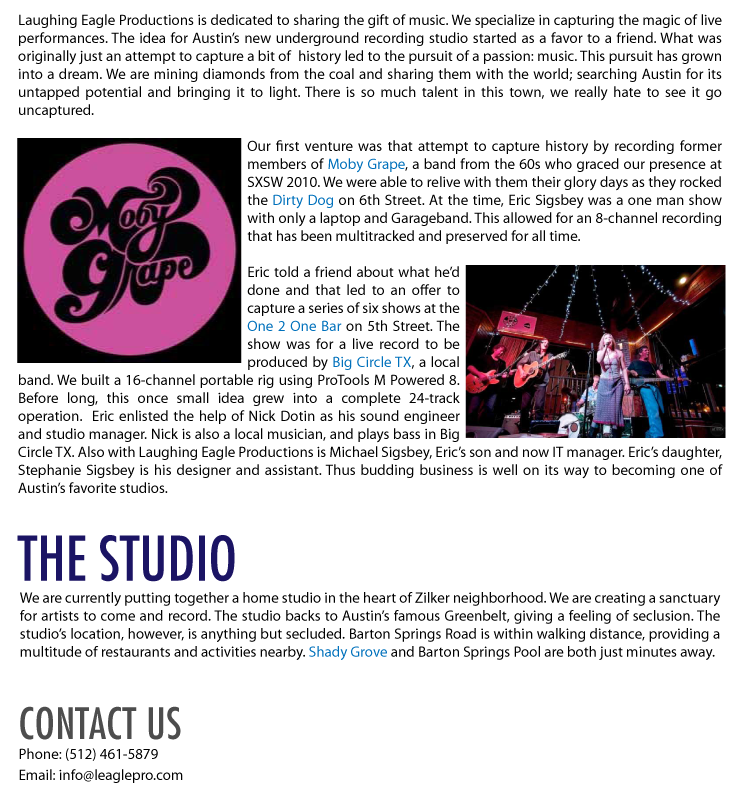 Laughing Eagle Productions is dedicated to sharing the gift of music. We specialize in capturing the magic of live
performances. The idea for Austin's new underground recording studio started as a favor to a friend. What was
originally just an attempt to capture a bit of  history led to the pursuit of a passion: music. This pursuit has grown
into a dream. We are mining diamonds from the coal and sharing them with the world; searching Austin for its
untapped potential and bringing it to light. There is so much talent in this town, we really hate to see it go
uncaptured.
Moby
Grape
Our first venture was that attempt to capture history by recording former
members of Moby Grape, a band from the 60s who graced our presence at
SXSW 2010. We were able to relive with them their glory days as they rocked
the Dirty Dog on 6th Street. At the time, Eric Sigsbey was a one man show
with only a laptop and Garageband. This allowed for an 8-channel recording
that has been multitracked and preserved for all time.
Eric told a friend about what he'd
done and that led to an offer to
capture a series of six shows at the
One 2 One Bar on 5th Street. The
show was for a live record to be
produced by Big Circle TX, a local
band. We built a 16-channel portable rig using ProTools M Powered 8.
Before long, this once small idea grew into a complete 24-track
operation.  Eric enlisted the help of Nick Dotin as his sound engineer
and studio manager. Nick is also a local musician, and plays bass in Big
Circle TX. Also with Laughing Eagle Productions is Michael Sigsbey, Eric's son and now IT manager. Eric's daughter,
Stephanie Sigsbey is his designer and assistant. Thus budding business is well on its way to becoming one of
Austin's favorite studios.
THE STUDIO
We are currently putting together a home studio in the heart of Zilker neighborhood. We are creating a sanctuary
for artists to come and record. The studio backs to Austin's famous Greenbelt, giving a feeling of seclusion. The
studio's location, however, is anything but secluded. Barton Springs Road is within walking distance, providing a
multitude of restaurants and activities nearby. Shady Grove and Barton Springs Pool are both just minutes away.
CONTACT US
Phone: (512) 461-5879
Email: info@leaglepro.com